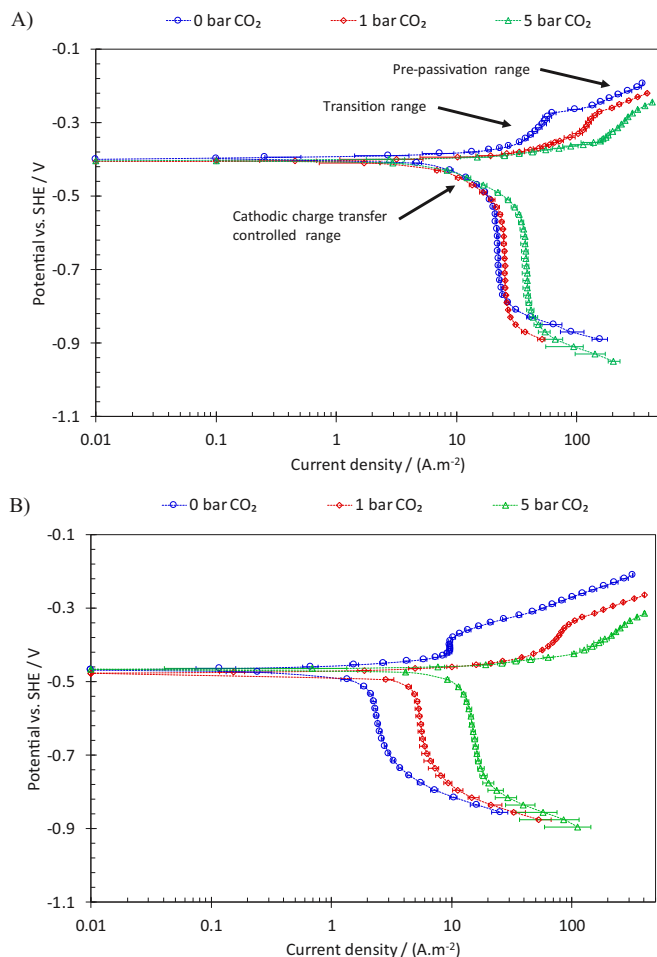 A)
0 bar CO₂ 1 bar CO₂ 5 bar CO₂
-0.1
-0.3
-0.5
-0.7
-0.9
-1.1
Potential vs. SHE / V
Pre-passivation range
Transition range
Cathodic charge transfer
controlled range
0.01 0.1 1 10 100
Current density / (A.m⁻²)
B)
0 bar CO₂ 1 bar CO₂ 5 bar CO₂
-0.1
-0.3
-0.5
-0.7
-0.9
-1.1
Potential vs. SHE / V
0.01 0.1 1 10 100
Current density / (A.m⁻²)